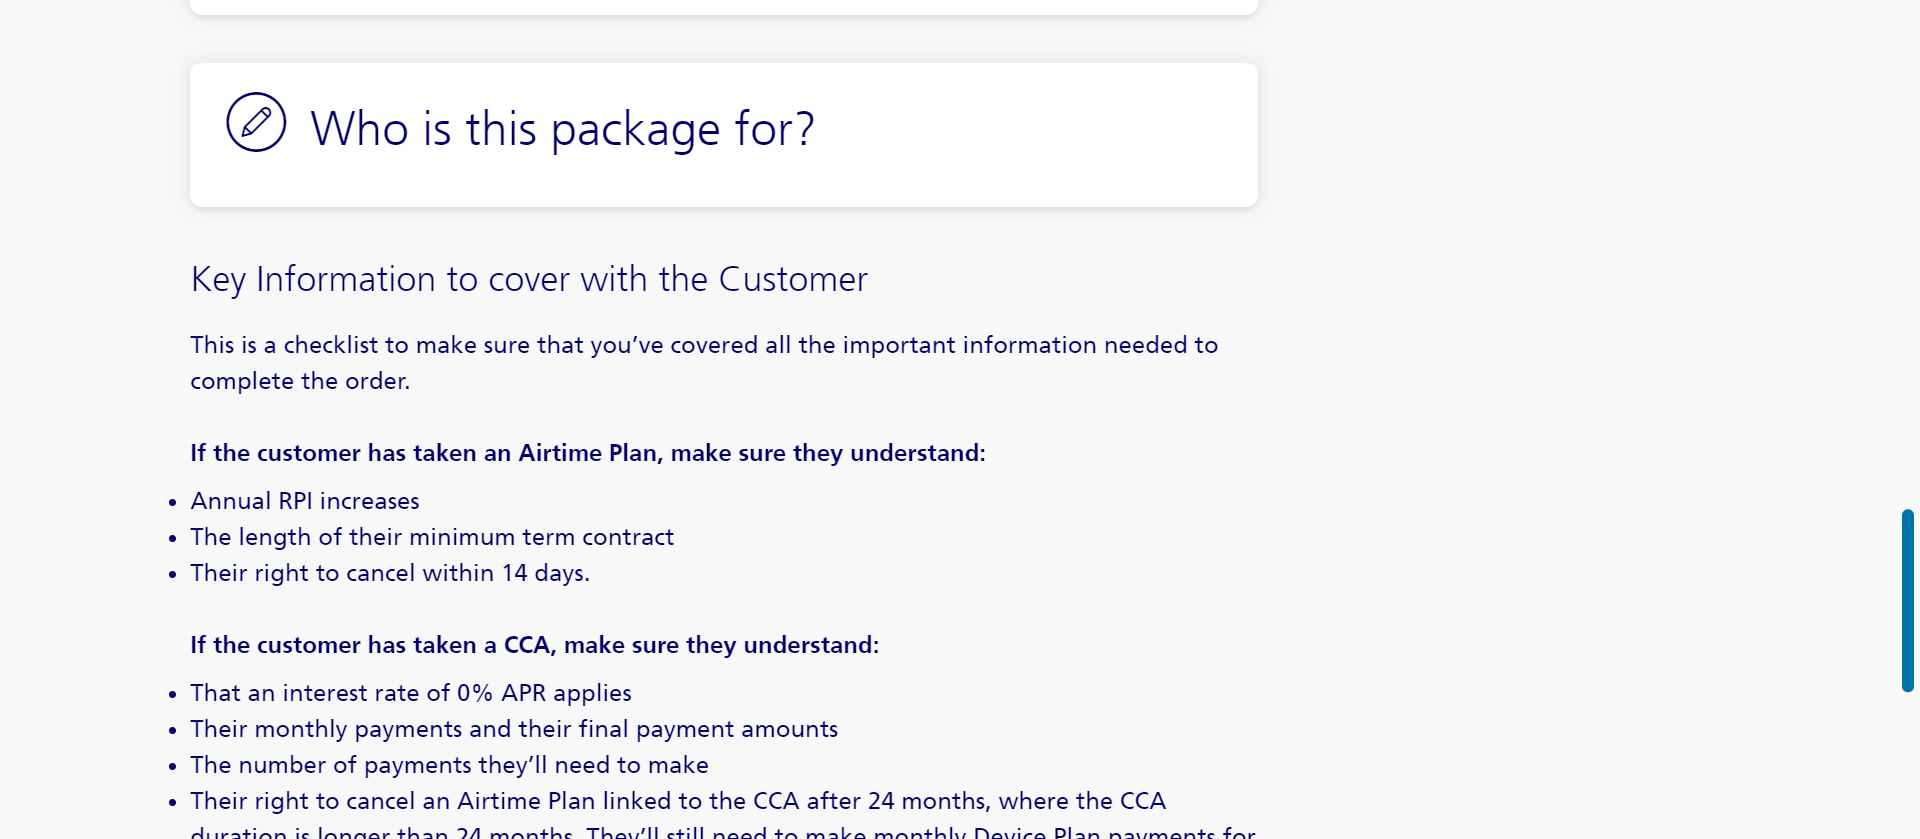 Who is this package for?
Key Information to cover with the Customer
This is a checklist to make sure that you’ve covered all the important information needed to
complete the order.
If the customer has taken an Airtime Plan, make sure they understand:
• Annual RPI increases
• The length of their minimum term contract
• Their right to cancel within 14 days.
If the customer has taken a CCA, make sure they understand:
• That an interest rate of 0% APR applies
• Their monthly payments and their final payment amounts
• The number of payments they’ll need to make
• Their right to cancel an Airtime Plan linked to the CCA after 24 months, where the CCA
duration is longer than 24 months. They’ll still need to make monthly Device Plan payments for